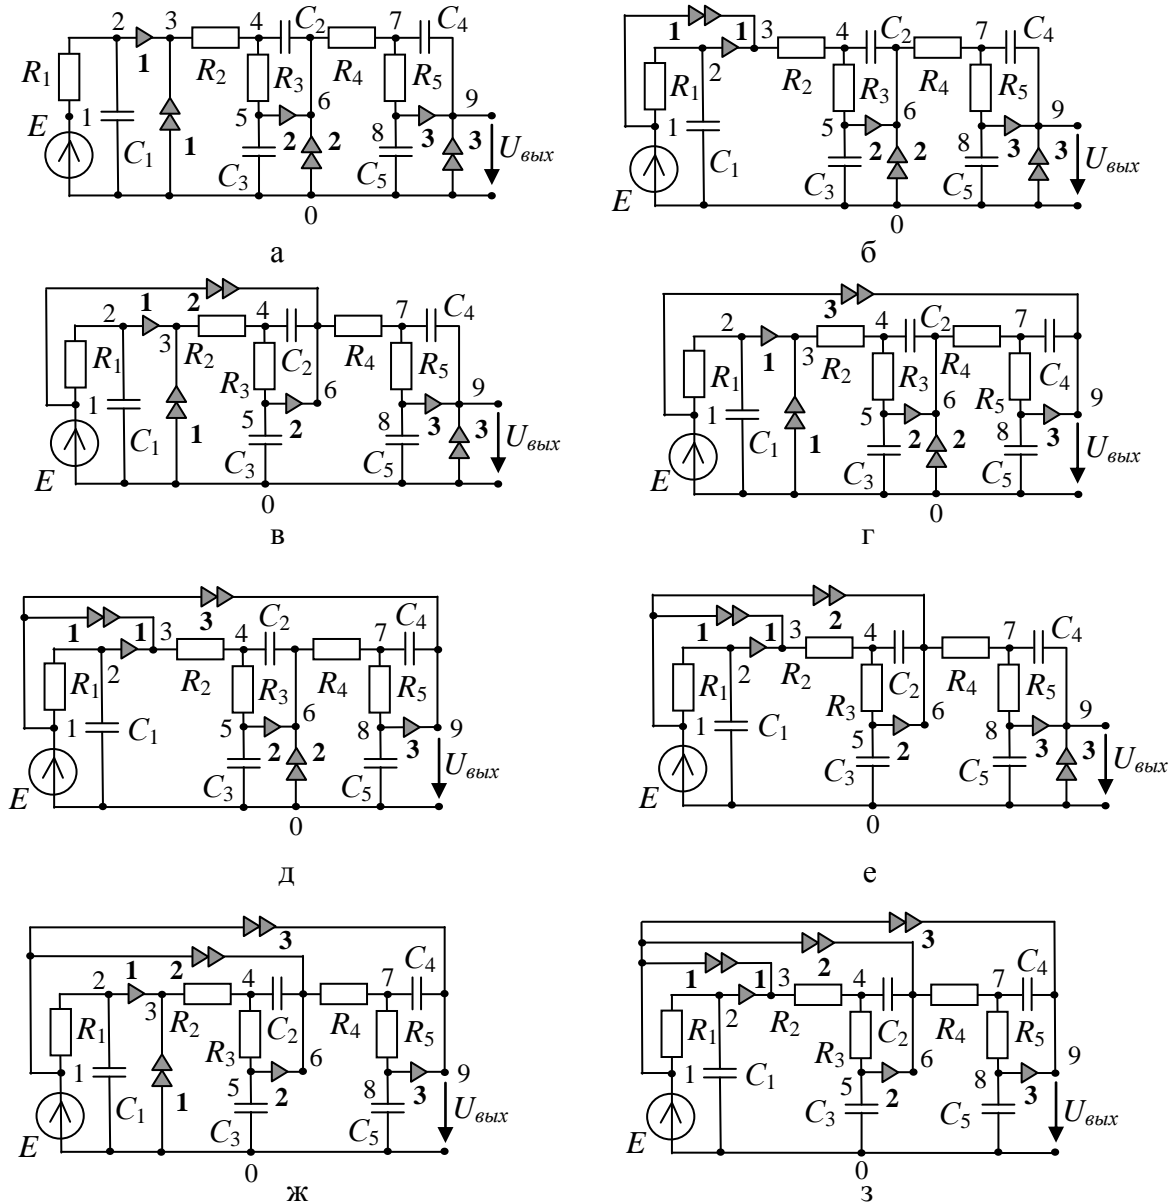 2 3 4 C2 7 C4
R1 1 R2 R3 R4 R5
E 1 C1 1 5 2 6 2 8 3 9 3 Uвых
C3 C5
0
а
1 1 3 4 C2 7 C4
R1 2 R2 R3 R4 R5 9
1 C1 5 2 6 2 8 3 3 Uвых
E C3 C5
0
б
2 1 2 4 7 C4
R1 3 R2 C2 R4 R5
1 C1 R3 5 2 6 8 3 9 3 Uвых
E 1 C3 C5
0
в
3
2 1 3 4 C2 7
R1 R2 R3 R4 C4
1 C1 1 5 2 6 2 R5 8 3 9 Uвых
E C3 C5
0
г
3
1 1 3 4 C2 7 C4
R1 2 R2 R3 R4 R5
1 C1 5 2 6 2 8 3 9 Uвых
E C3 C5
0
д
2
1 1 3 4 7 C4
R1 2 R2 C2 R4 R5
1 C1 R3 5 2 6 8 3 9 3 Uвых
E C3 C5
0
е
3
2 1 2 4 7 C4
R1 3 R2 C2 R4 R5
1 C1 1 R3 5 2 6 8 3 9 Uвых
E C3 C5
0
ж
3
2
1 1 3 4 7 C4
R1 2 R2 C2 R4 R5
1 C1 R3 5 2 6 8 3 9 Uвых
E C3 C5
0
з